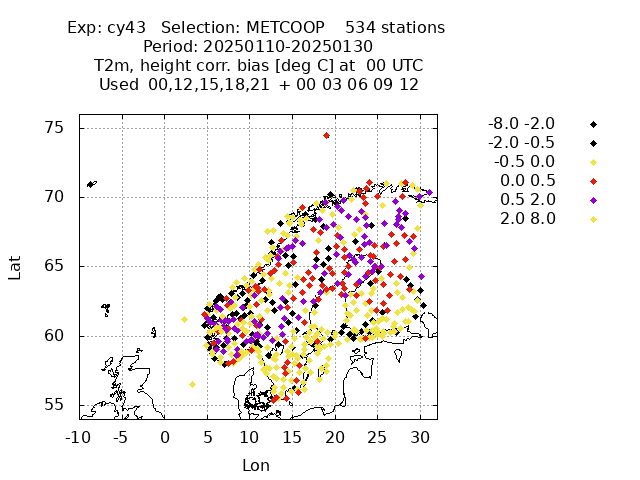 Exp: cy43 Selection: METCOOP 534 stations
Period: 20250110-20250130
T2m, height corr. bias [deg C] at 00 UTC
Used 00,12,15,18,21 + 00 03 06 09 12
75
70
65
60
55
-10 -5 0 5 10 15 20 25 30
Lat
Lon
-8.0 -2.0
-2.0 -0.5
-0.5 0.0
0.0 0.5
0.5 2.0
2.0 8.0